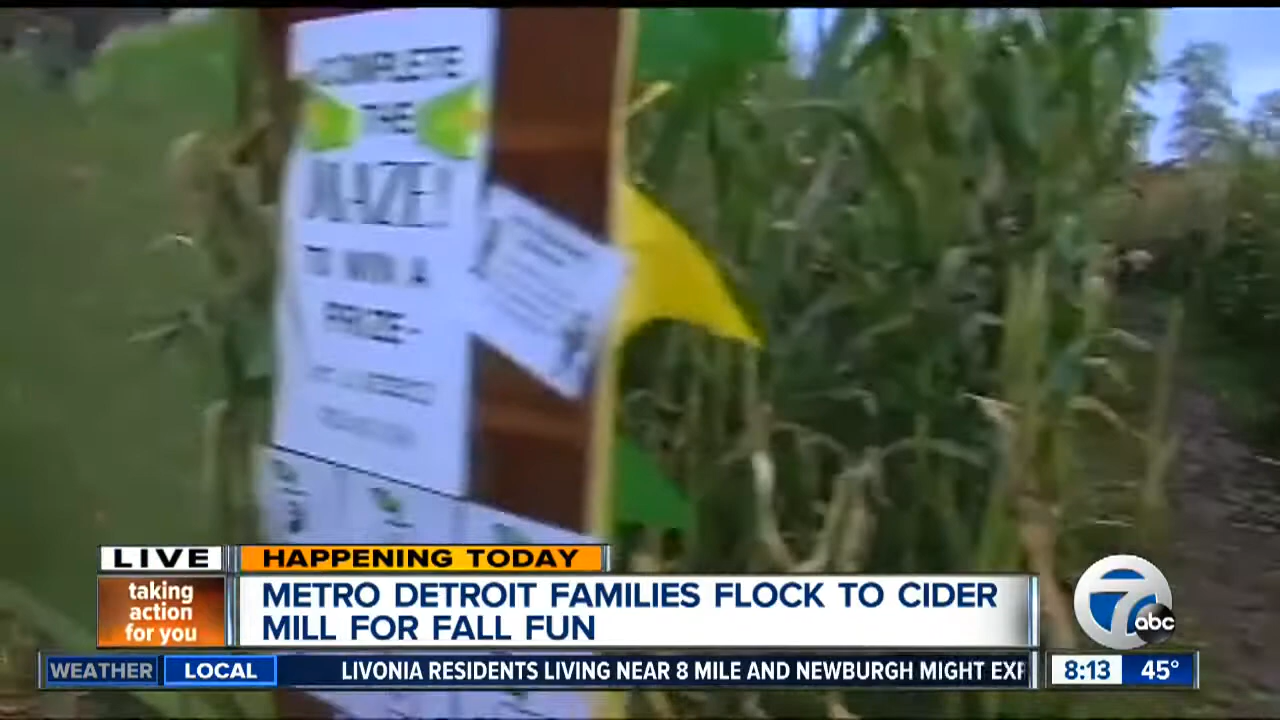 COMPLETE
THE
MAZE!
TO WIN A
PRIZE-
LIVE
HAPPENING TODAY
taking
action
for you
METRO DETROIT FAMILIES FLOCK TO CIDER
MILL FOR FALL FUN
7
abc
WEATHER
LOCAL
LIVONIA RESIDENTS LIVING NEAR 8 MILE AND NEWBURGH MIGHT EXP
8:13
45°